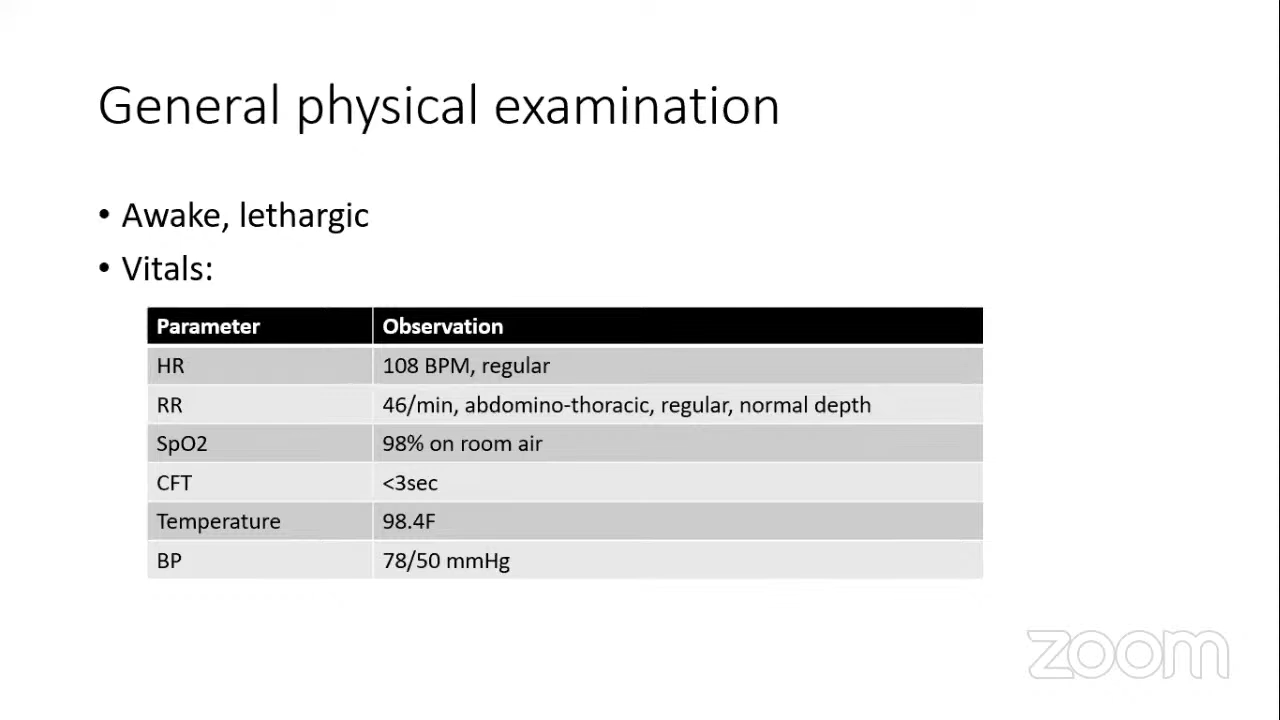 General physical examination
• Awake, lethargic
• Vitals:
Parameter Observation
HR 108 BPM, regular
RR 46/min, abdomino-thoracic, regular, normal depth
SpO2 98% on room air
CFT <3sec
Temperature 98.4F
BP 78/50 mmHg
zoom